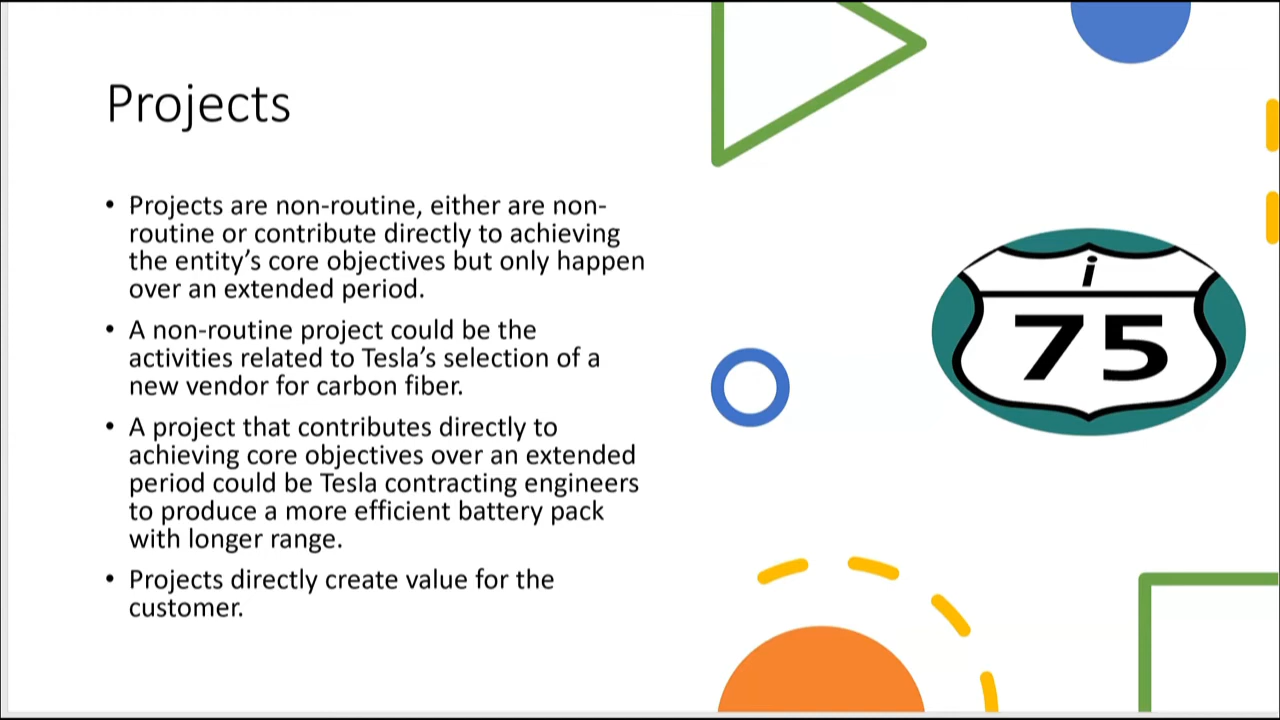 Projects
• Projects are non-routine, either are non-
routine or contribute directly to achieving
the entity’s core objectives but only happen
over an extended period.
• A non-routine project could be the
activities related to Tesla’s selection of a
new vendor for carbon fiber.
• A project that contributes directly to
achieving core objectives over an extended
period could be Tesla contracting engineers
to produce a more efficient battery pack
with longer range.
• Projects directly create value for the
customer.
i
75